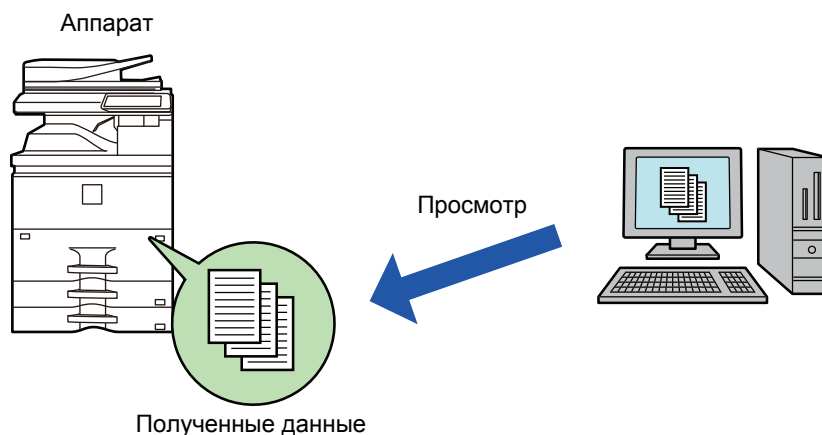 Аппарат
Просмотр
Полученные данные